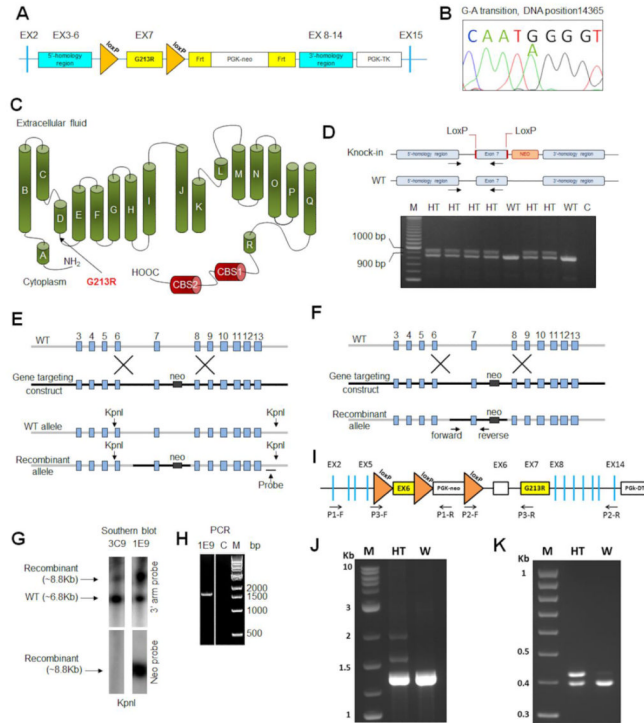 A
EX2 EX3-6 EX7 EX 8-14 EX15
loxP loxP
5'-homology region G213R Frt PGK-neo Frt 3'-homology region PGK-TK
B
G-A transition, DNA position14365
C A A T G G G G T
A
C
Extracellular fluid
B C D E F G H I J K L M N O P Q
A R
NH2
Cytoplasm
G213R
HOOC CBS2 CBS1
D
LoxP LoxP
Knock-in 5'-homology region Exon 7 NEO 3'-homology region
WT 5'-homology region Exon 7 3'-homology region
M HT HT HT HT WT HT HT WT C
1000 bp
900 bp
E
3 4 5 6 7 8 9 10 11 12 13
WT
neo
Gene targeting construct
KpnI KpnI
WT allele
KpnI neo KpnI
Recombinant allele
Probe
F
3 4 5 6 7 8 9 10 11 12 13
WT
neo
Gene targeting construct
neo
Recombinant allele
forward reverse
G
Southern blot
3C9 1E9
Recombinant (~8.8Kb)
WT (~6.8Kb)
3' arm probe
Recombinant (~8.8Kb)
Neo probe
KpnI
H
PCR
1E9 C M bp
2000
1500
1000
500
I
EX2 EX5 loxP loxP loxP EX6 EX7 EX8 EX14
EX6 PGK-neo G213R PGk-DT
P1-F P3-F P1-R P2-F P3-R P2-R
J
Kb M HT W
10
3
2
1.5
1
K
Kb M HT W
1
0.5
0.4
0.3